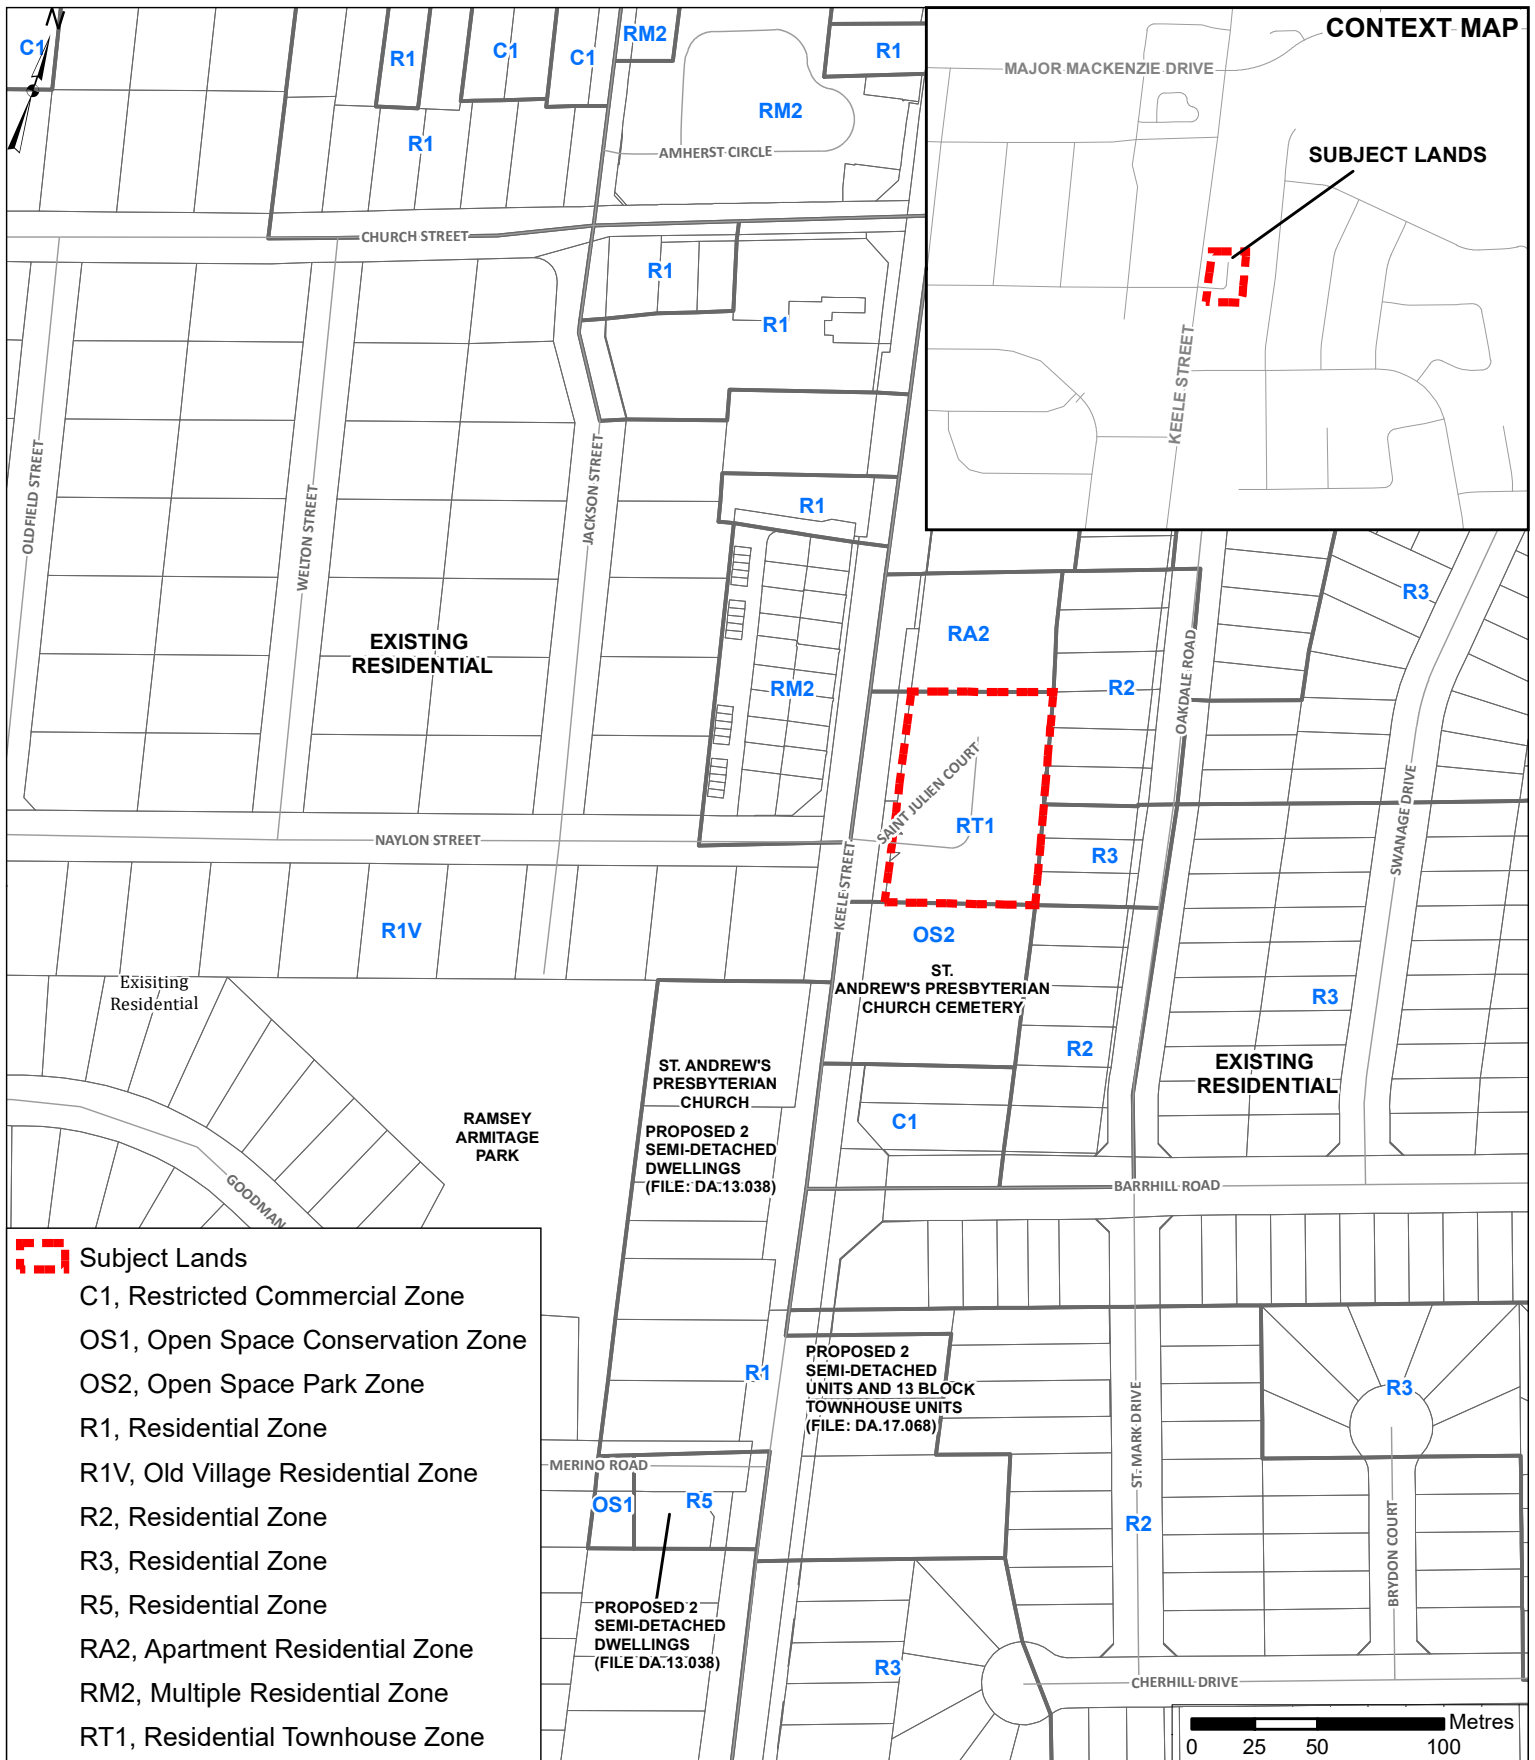 N
C1
R1
C1
C1
RM2
R1
RM2
R1
AMHERST CIRCLE
CHURCH STREET
R1
R1
CONTEXT MAP
MAJOR MACKENZIE DRIVE
SUBJECT LANDS
KEELE STREET
OLDFIELD STREET
WELTON STREET
JACKSON STREET
R1
EXISTING
RESIDENTIAL
RM2
RA2
R2
R3
OAKDALE ROAD
SAINT JULIEN COURT
RT1
R3
SWANAGE DRIVE
NAYLON STREET
KEELE STREET
R1V
OS2
ST.
ANDREW'S PRESBYTERIAN
CHURCH CEMETERY
R3
R2
EXISTING
RESIDENTIAL
Exisiting
Residential
ST. ANDREW'S
PRESBYTERIAN
CHURCH
RAMSEY
ARMITAGE
PARK
PROPOSED 2
SEMI-DETACHED
DWELLINGS
(FILE: DA.13.038)
C1
BARRHILL ROAD
GOODMAN
R1
PROPOSED 2
SEMI-DETACHED
UNITS AND 13 BLOCK
TOWNHOUSE UNITS
(FILE: DA.17.068)
R3
ST. MARK DRIVE
R2
BRYDON COURT
MERINO ROAD
OS1
R5
PROPOSED 2
SEMI-DETACHED
DWELLINGS
(FILE DA.13.038)
R3
CHERHILL DRIVE
Subject Lands
C1, Restricted Commercial Zone
OS1, Open Space Conservation Zone
OS2, Open Space Park Zone
R1, Residential Zone
R1V, Old Village Residential Zone
R2, Residential Zone
R3, Residential Zone
R5, Residential Zone
RA2, Apartment Residential Zone
RM2, Multiple Residential Zone
RT1, Residential Townhouse Zone
Metres
0 25 50 100